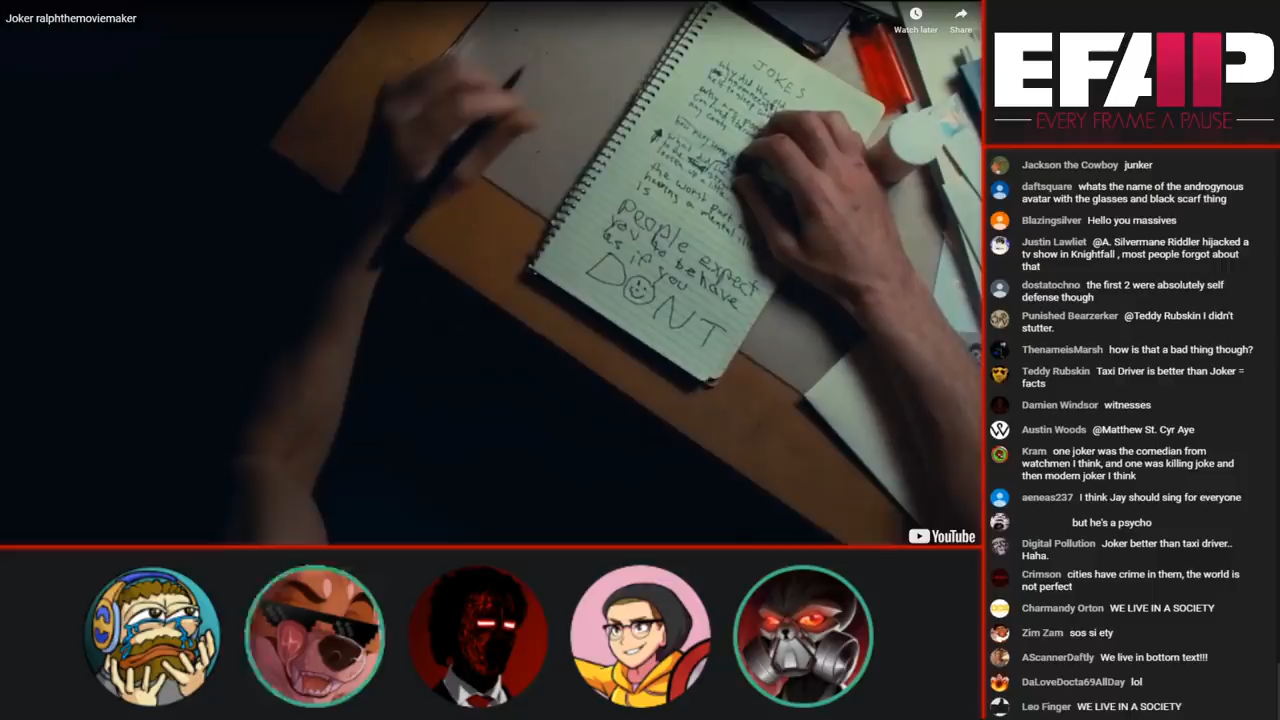 Joker ralphthemoviemaker
Watch later
Share
JOKES
why did the
why are
any cents
the worst part
having a mental
is
people expect
you to behave
as if you
DON'T
YouTube
EFAP
EVERY FRAME A PAUSE
Jackson the Cowboy junker
daftsquare whats the name of the androgynous
avatar with the glasses and black scarf thing
Blazingsilver Hello you massives
Justin Lawliet @A. Silvermane Riddler hijacked a
tv show in Knightfall , most people forgot about
that
dostatochno the first 2 were absolutely self
defense though
Punished Bearzerker @Teddy Rubskin I didn't
stutter.
ThenameisMarsh how is that a bad thing though?
Teddy Rubskin Taxi Driver is better than Joker =
facts
Damien Windsor witnesses
Austin Woods @Matthew St. Cyr Aye
Kram one joker was the comedian from
watchmen I think, and one was killing joke and
then modern joker I think
aeneas237 I think Jay should sing for everyone
but he's a psycho
Digital Pollution Joker better than taxi driver..
Haha.
Crimson cities have crime in them, the world is
not perfect
Charmandy Orton WE LIVE IN A SOCIETY
Zim Zam sos si ety
AScannerDaftly We live in bottom text!!!
DaLoveDocta69AllDay lol
Leo Finger WE LIVE IN A SOCIETY